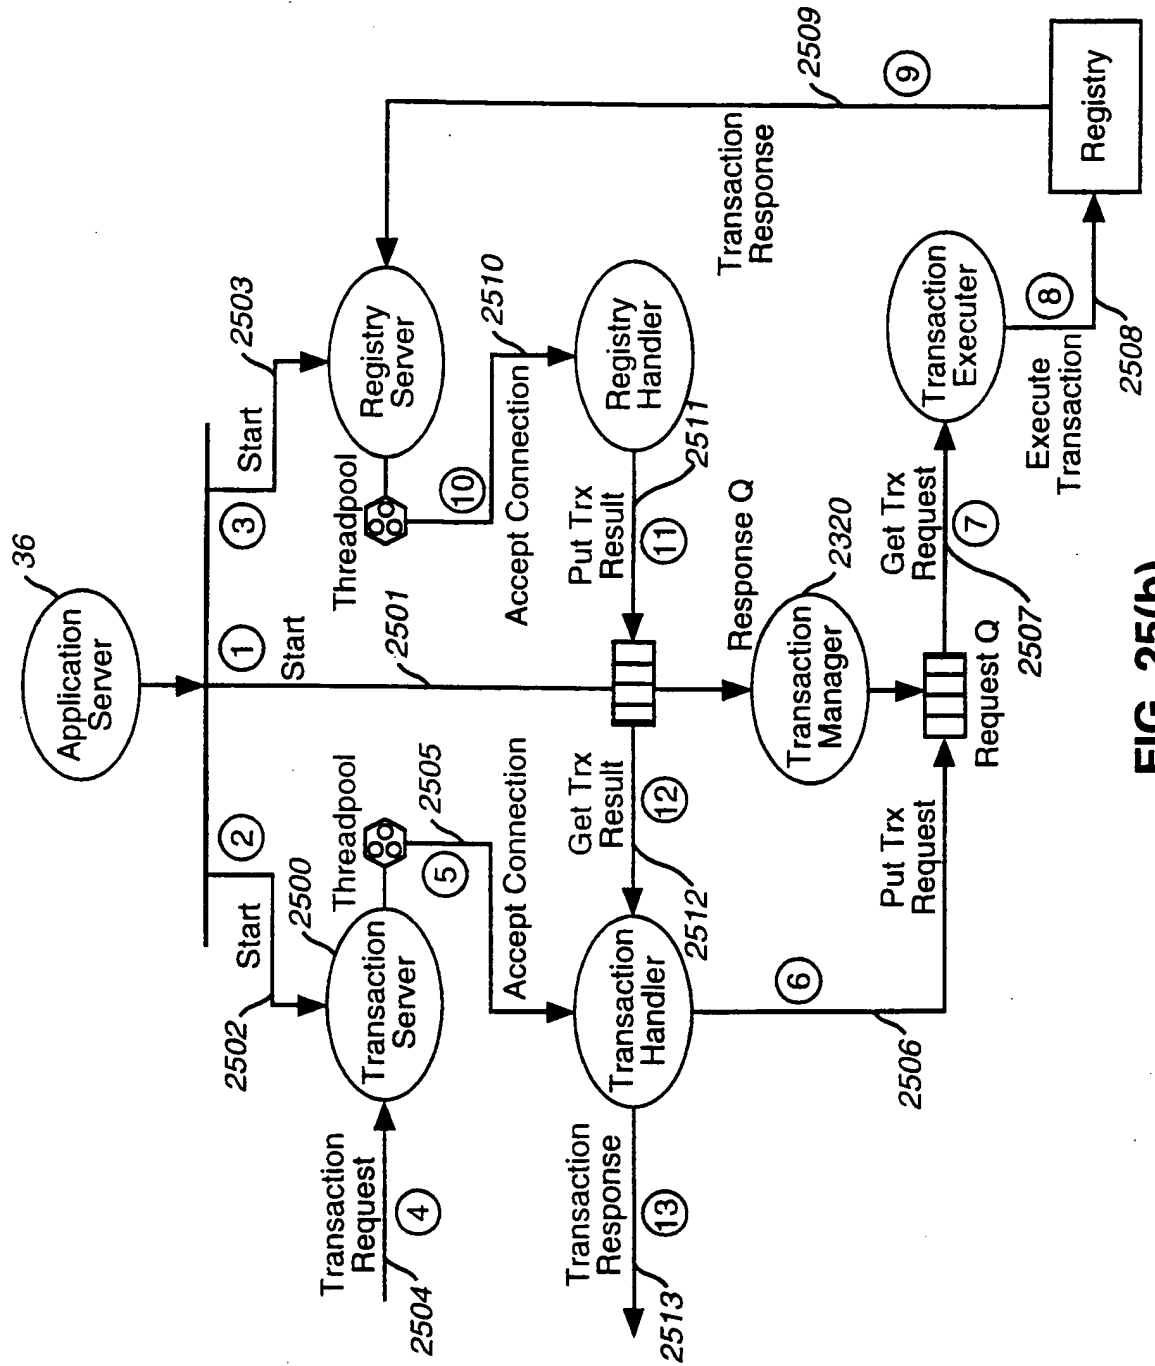 Application
Server
36
1
Start
2501
2
Start
2502
3
Start
2503
Transaction
Request
4
2504
Transaction
Server
2500
Threadpool
5
2505
Accept Connection
Threadpool
Registry
Server
10
Accept Connection
2510
Transaction
Response
9
2509
Transaction
Response
13
2513
Transaction
Handler
Get Trx
Result
12
2512
Put Trx
Result
11
2511
Registry
Handler
Response Q
Transaction
Manager
2320
6
2506
Put Trx
Request
Request Q
Get Trx
Request
7
2507
Transaction
Executer
Execute
Transaction
8
2508
Registry
FIG. 25(b)